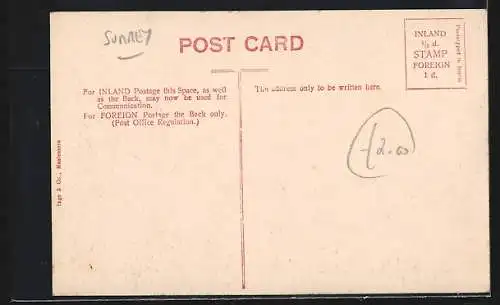 SURREY
POST CARD
INLAND
½ d.
STAMP
FOREIGN
1 d.
For INLAND Postage this Space, as well
as the Back, may now be used for
Communication.
For FOREIGN Postage the Back only.
(Post Office Regulation.)
The address only to be written here.
2.00